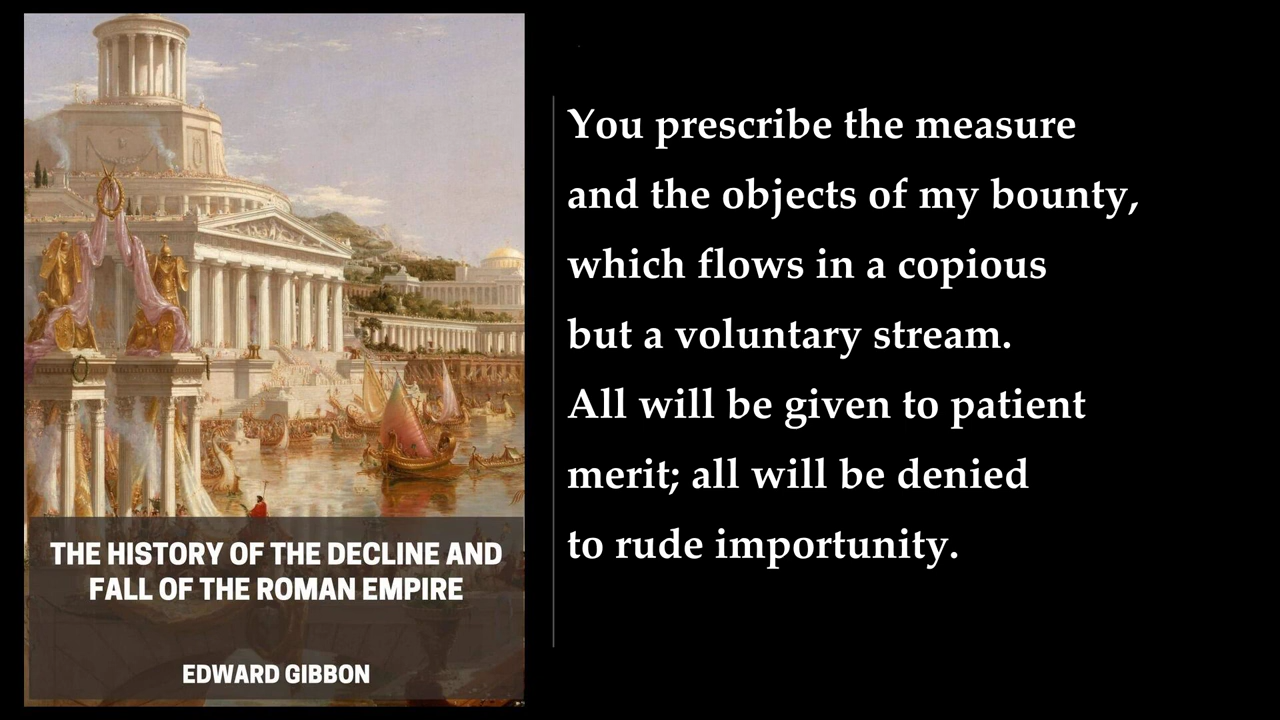 THE HISTORY OF THE DECLINE AND
FALL OF THE ROMAN EMPIRE
EDWARD GIBBON
You prescribe the measure
and the objects of my bounty,
which flows in a copious
but a voluntary stream.
All will be given to patient
merit; all will be denied
to rude importunity.